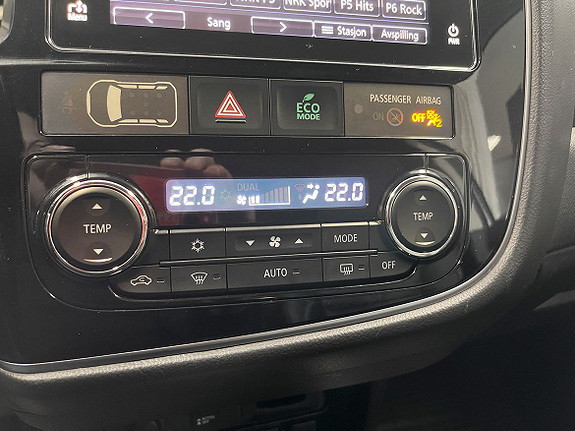 NRK Spor P5 Hits P6 Rock
Menu < Sang > Stasjon Avspilling PWR
ECO MODE
PASSENGER AIRBAG
ON OFF
22.0 DUAL 22.0
TEMP TEMP
MODE
AUTO OFF